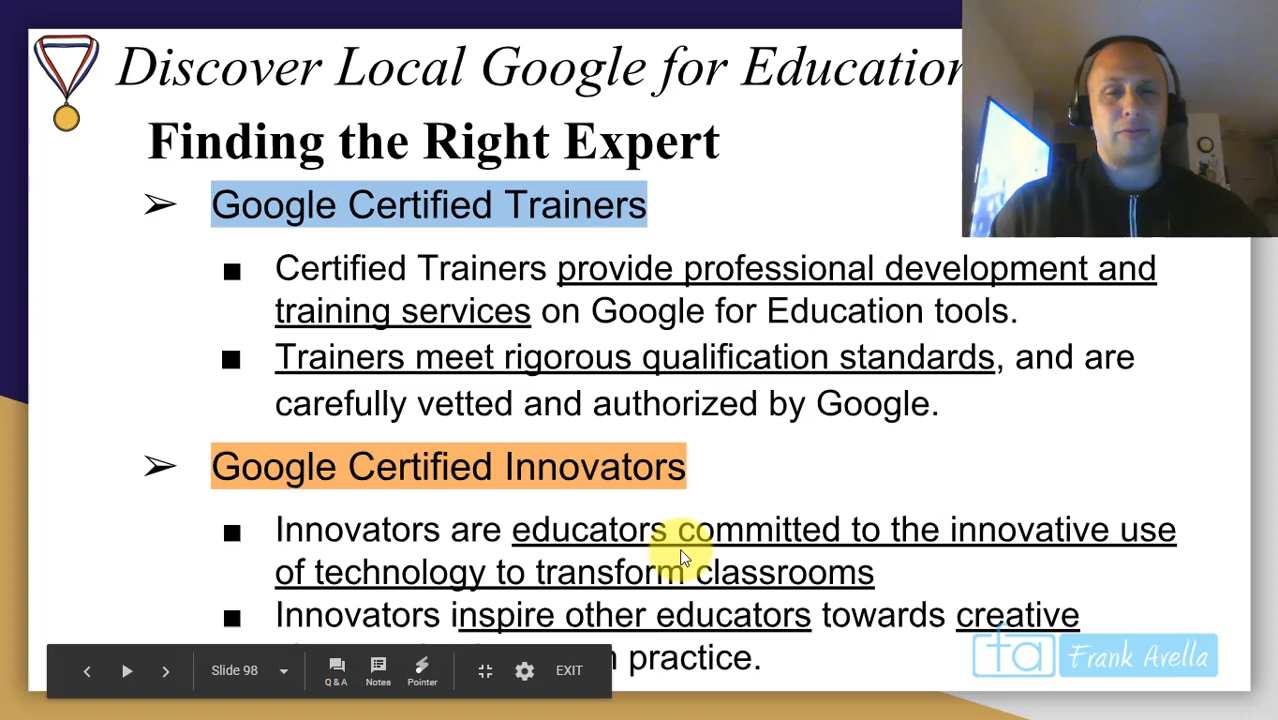 Discover Local Google for Education
Finding the Right Expert
➢ Google Certified Trainers
■ Certified Trainers provide professional development and
training services on Google for Education tools.
■ Trainers meet rigorous qualification standards, and are
carefully vetted and authorized by Google.
➢ Google Certified Innovators
■ Innovators are educators committed to the innovative use
of technology to transform classrooms
■ Innovators inspire other educators towards creative
practice.
Slide 98
Q & A
Notes
Pointer
EXIT
fa Frank Avella